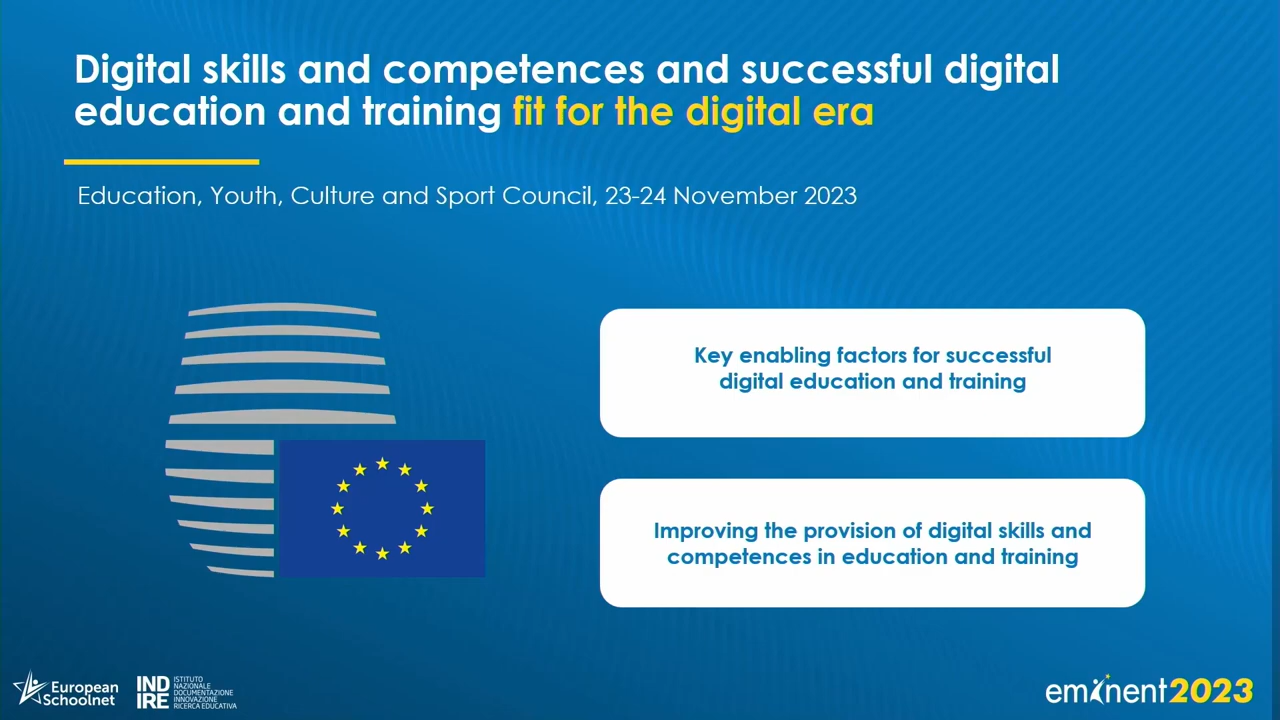 Digital skills and competences and successful digital
education and training fit for the digital era
Education, Youth, Culture and Sport Council, 23-24 November 2023
Key enabling factors for successful
digital education and training
Improving the provision of digital skills and
competences in education and training
European
Schoolnet
IND
IRE
ISTITUTO
NAZIONALE
DOCUMENTAZIONE
INNOVAZIONE
RICERCA EDUCATIVA
eminent2023